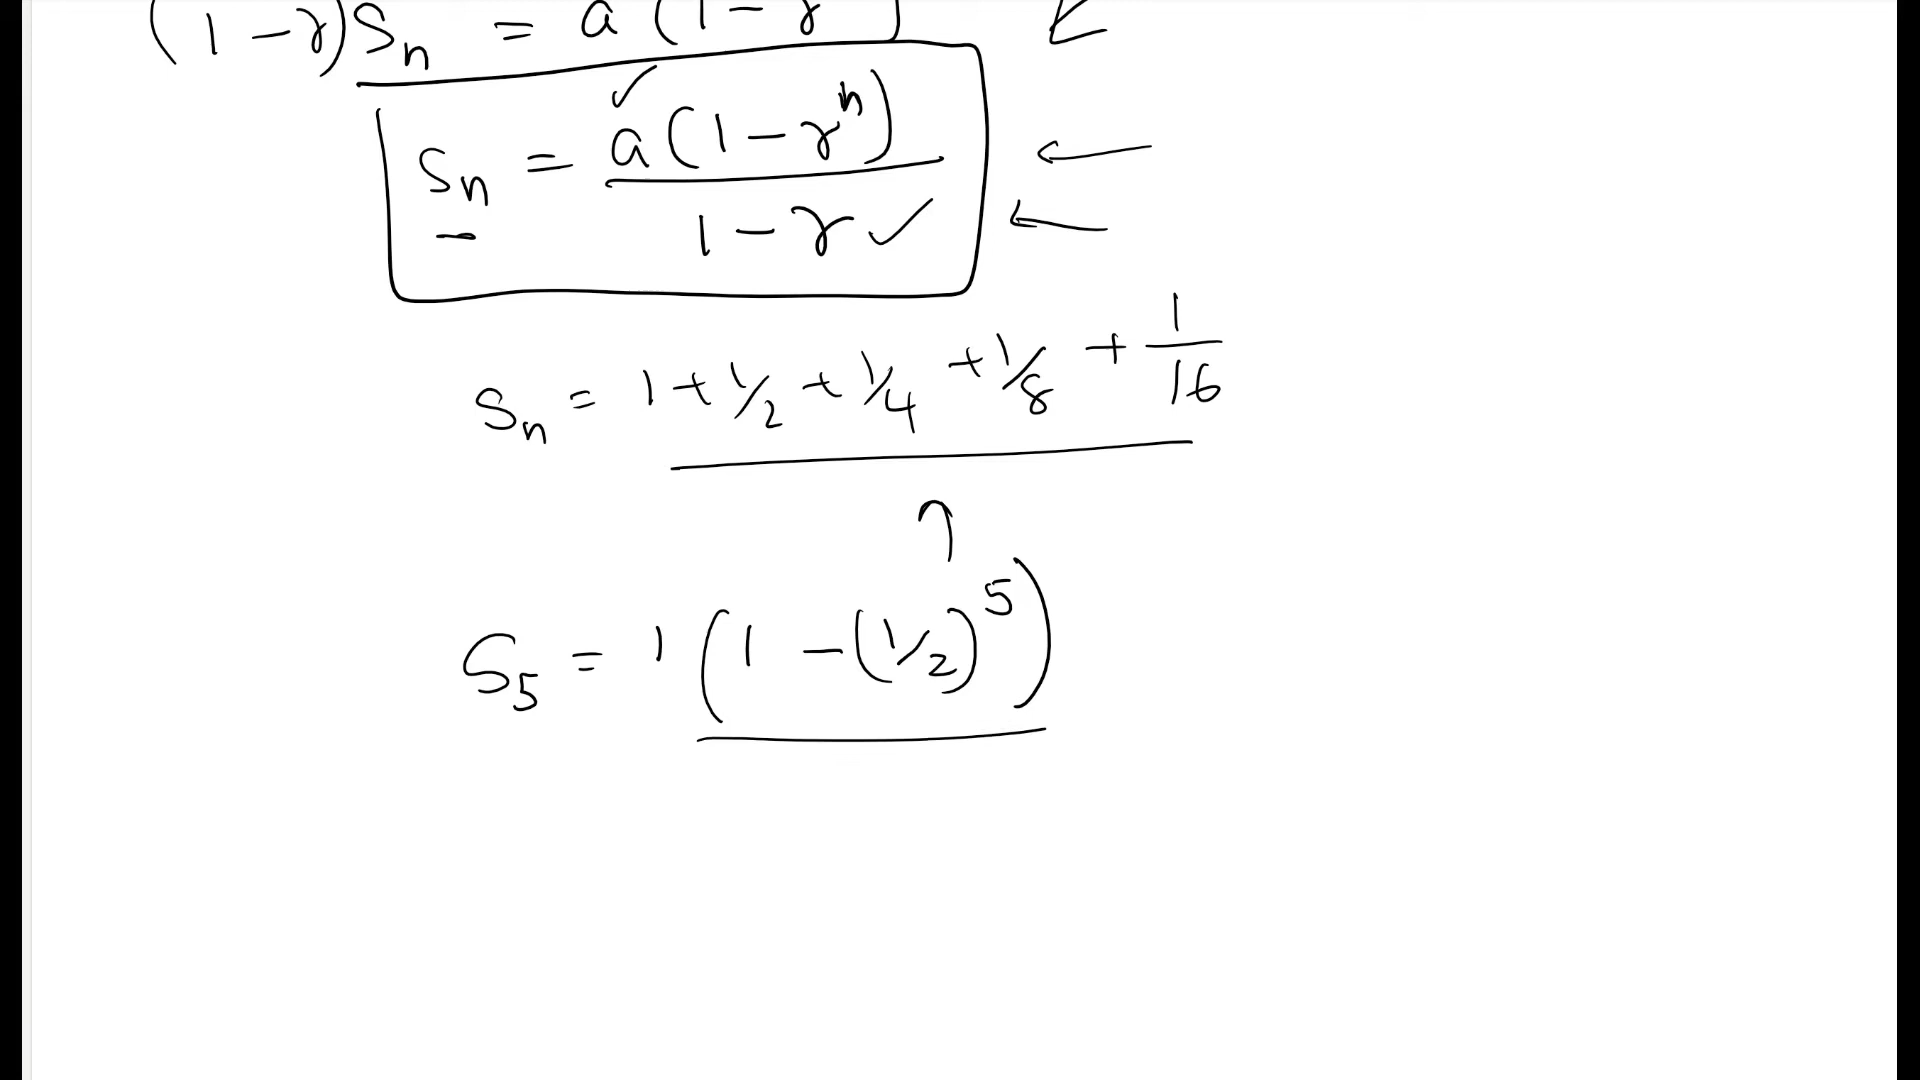 (1-r)Sₙ = a(1-r )
Sₙ = a(1-rⁿ)
1-r
Sₙ = 1 + 1/2 + 1/4 + 1/8 + 1/16
S₅ = 1(1-(1/2)⁵)